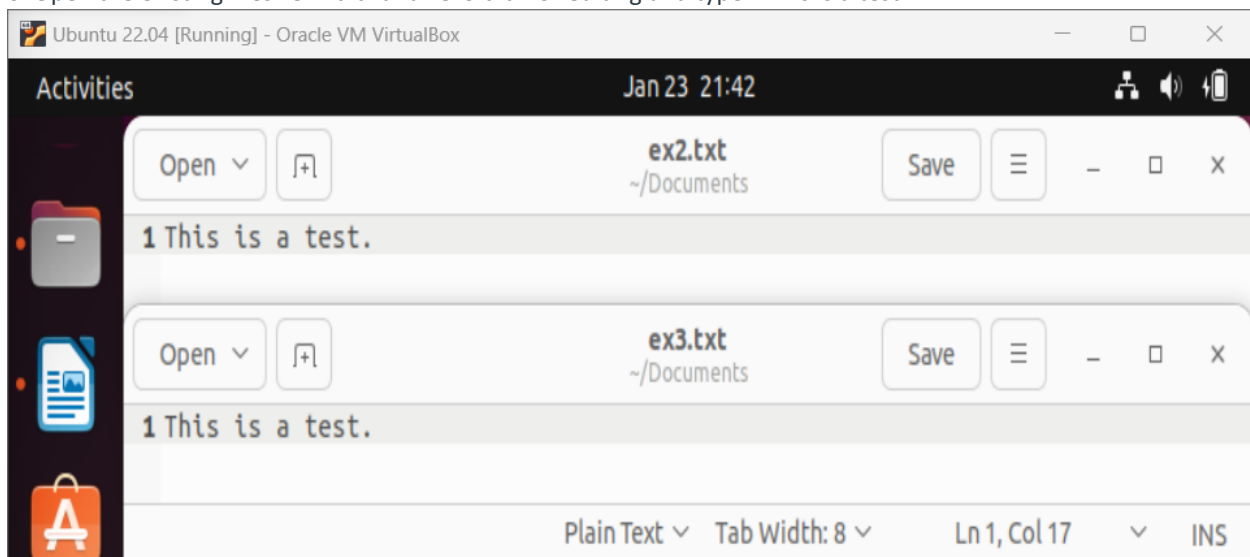 Ubuntu 22.04 [Running] - Oracle VM VirtualBox
Activities Jan 23 21:42
Open ex2.txt Save
~/Documents
1 This is a test.
Open ex3.txt Save
~/Documents
1 This is a test.
Plain Text Tab Width: 8 Ln 1, Col 17 INS